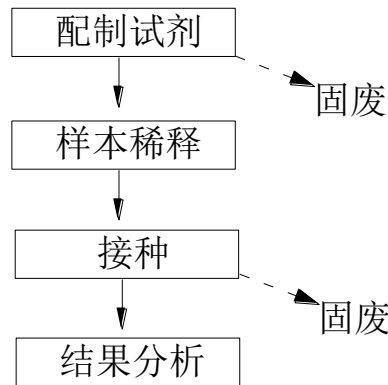 配制试剂
固废
样本稀释
接种
固废
结果分析